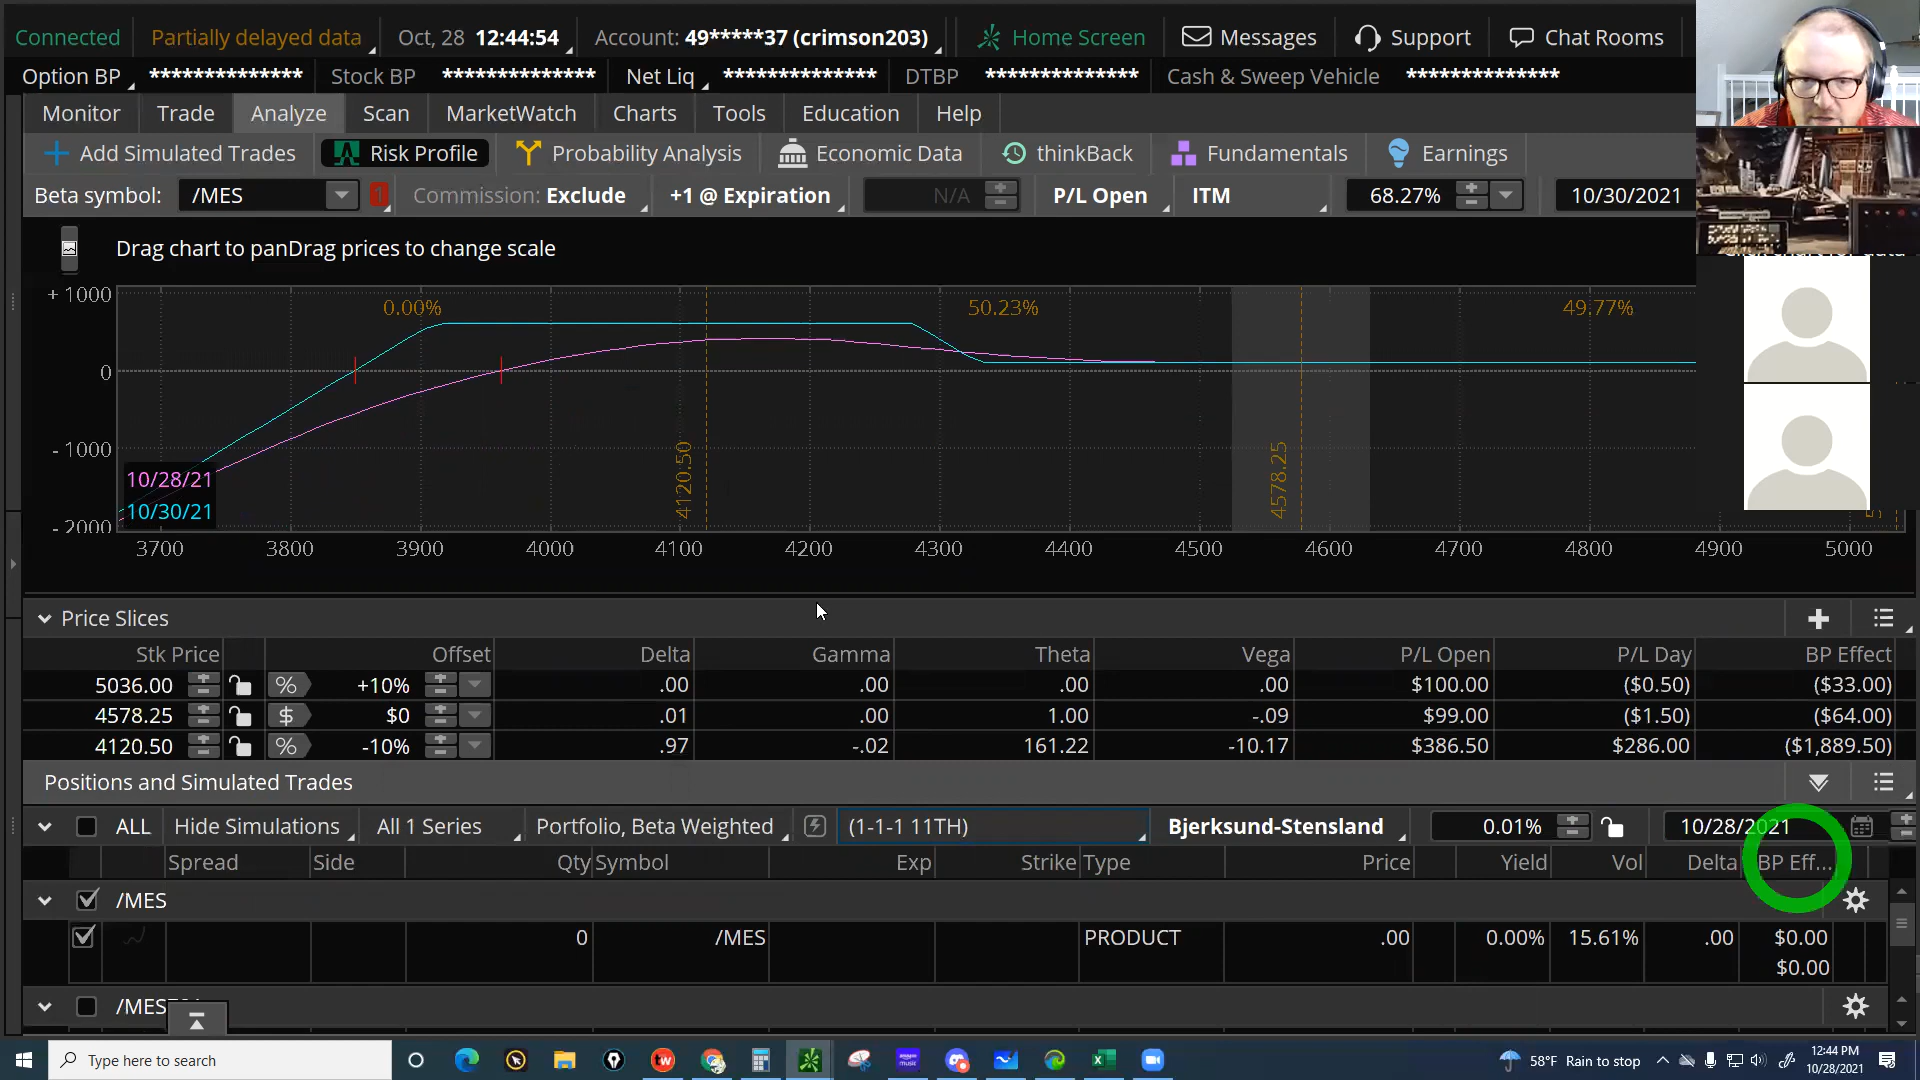 Connected Partially delayed data Oct, 28 12:44:54 Account: 49*****37 (crimson203) Home Screen Messages Support Chat Rooms
Option BP ************** Stock BP ************** Net Liq ************** DTBP ************** Cash & Sweep Vehicle **************
Monitor Trade Analyze Scan MarketWatch Charts Tools Education Help
Add Simulated Trades Risk Profile Probability Analysis Economic Data thinkBack Fundamentals Earnings
Beta symbol: /MES 1 Commission: Exclude +1 @ Expiration N/A P/L Open ITM 68.27% 10/30/2021
Drag chart to panDrag prices to change scale
+ 1000 0.00% 50.23% 49.77%
0
- 1000
4120.50 4578.25
10/28/21
10/30/21
- 2000
3700 3800 3900 4000 4100 4200 4300 4400 4500 4600 4700 4800 4900 5000
Price Slices
Stk Price Offset Delta Gamma Theta Vega P/L Open P/L Day BP Effect
5036.00 % +10% .00 .00 .00 .00 $100.00 ($0.50) ($33.00)
4578.25 $ $0 .01 .00 1.00 -.09 $99.00 ($1.50) ($64.00)
4120.50 % -10% .97 -.02 161.22 -10.17 $386.50 $286.00 ($1,889.50)
Positions and Simulated Trades
ALL Hide Simulations All 1 Series Portfolio, Beta Weighted (1-1-1 11TH) Bjerksund-Stensland 0.01% 10/28/2021
Spread Side Qty Symbol Exp Strike Type Price Yield Vol Delta BP Eff...
/MES
0 /MES PRODUCT .00 0.00% 15.61% .00 $0.00
$0.00
/MES
Type here to search 58°F Rain to stop 12:44 PM
10/28/2021